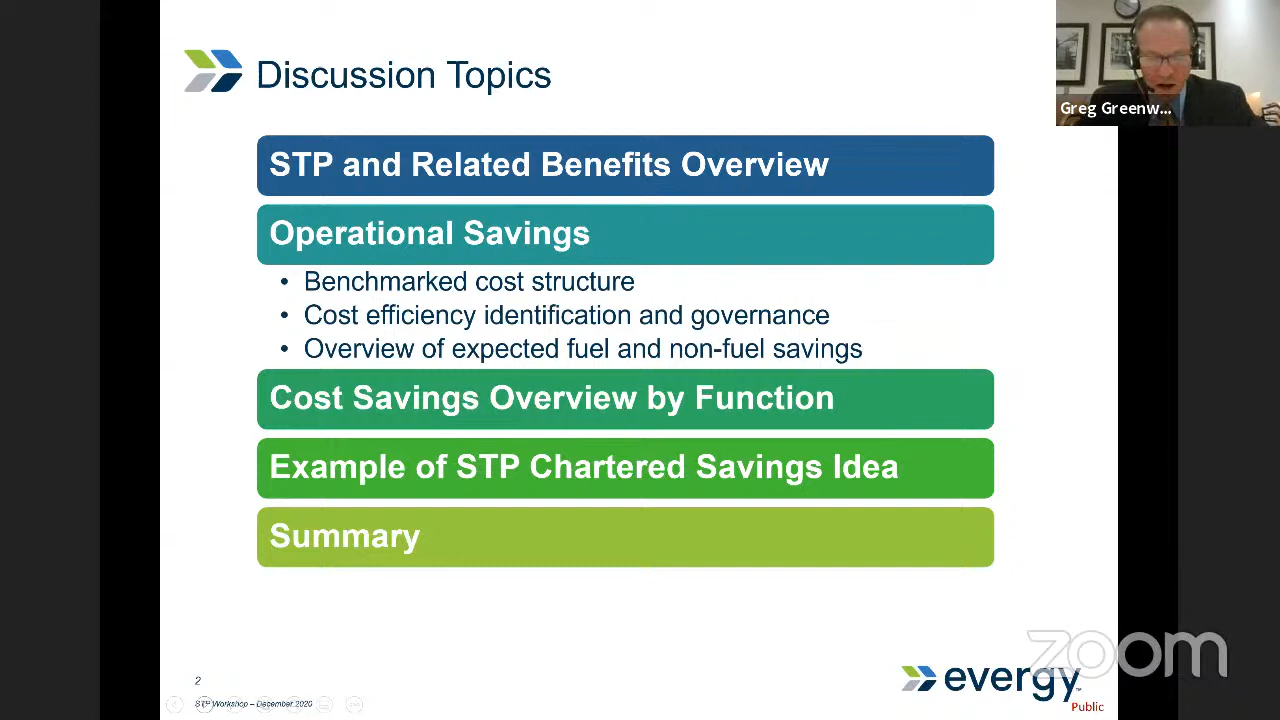 Discussion Topics
Greg Greenw...
STP and Related Benefits Overview
Operational Savings
• Benchmarked cost structure
• Cost efficiency identification and governance
• Overview of expected fuel and non-fuel savings
Cost Savings Overview by Function
Example of STP Chartered Savings Idea
Summary
zoom
2
evergy
STP Workshop – December 2020
Public